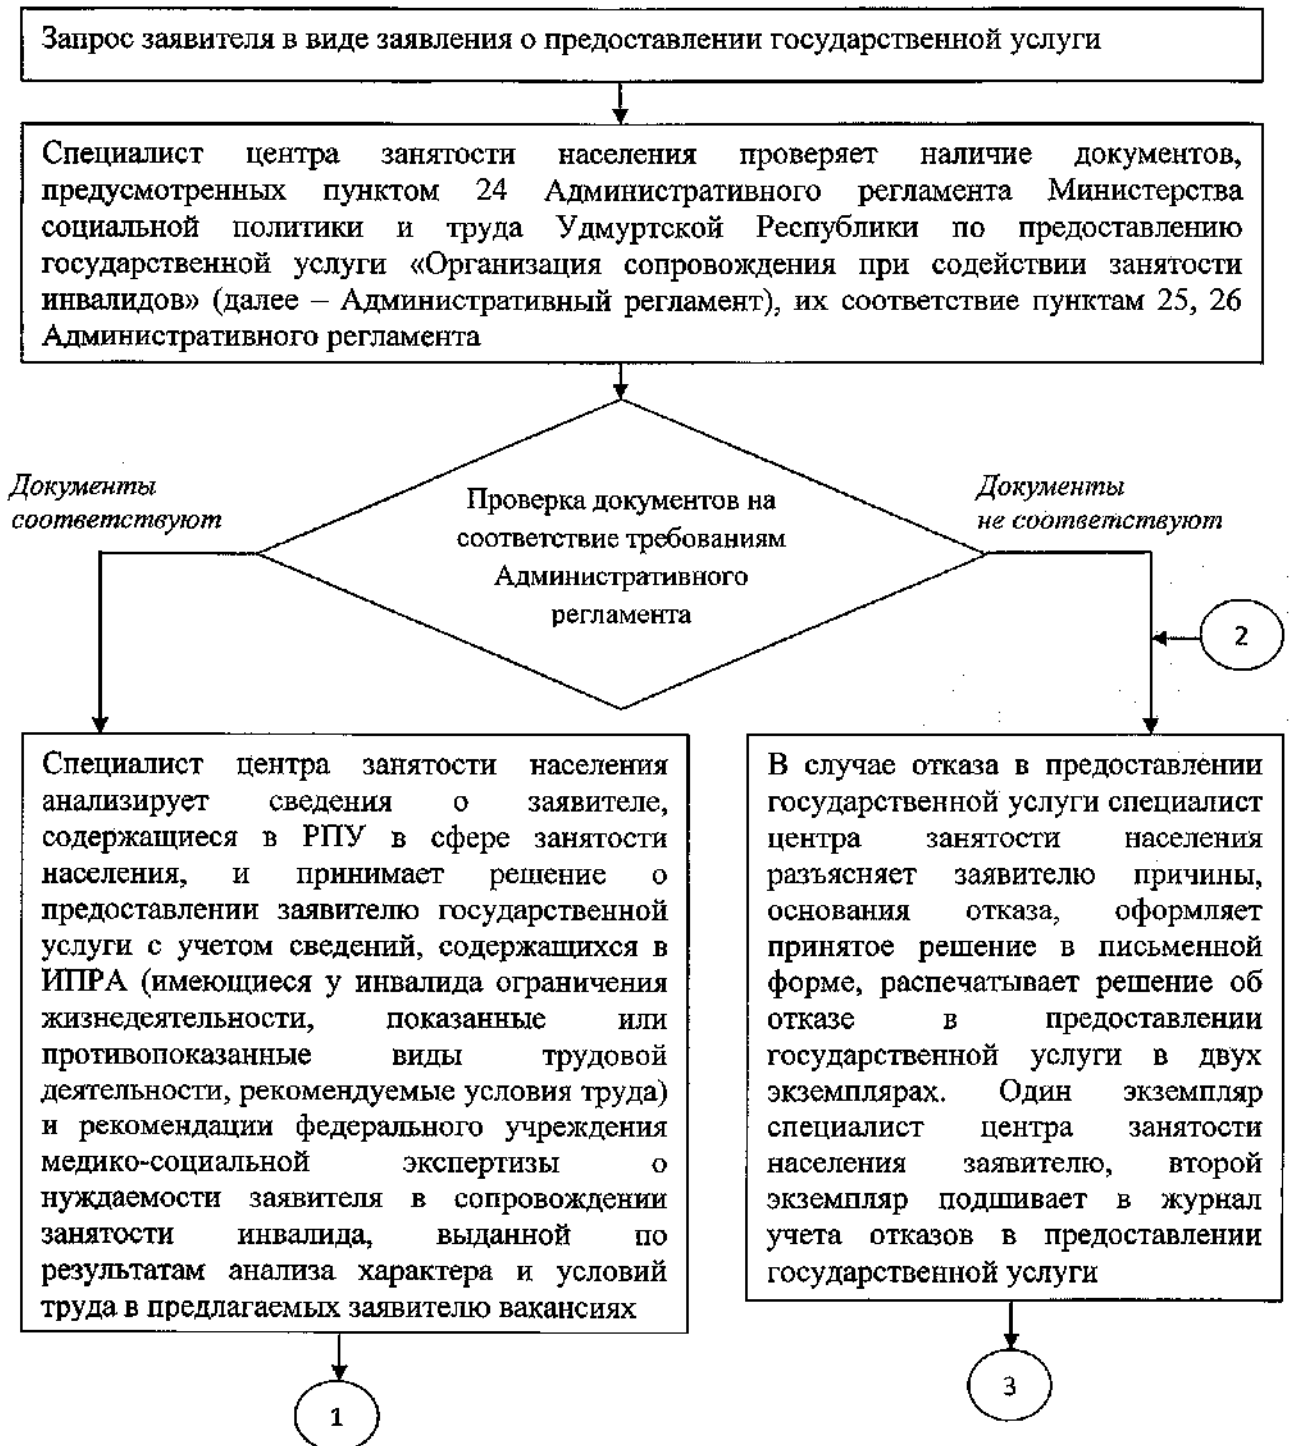 Запрос заявителя в виде заявления о предоставлении государственной услуги
Специалист центра занятости населения проверяет наличие документов,
предусмотренных пунктом 24 Административного регламента Министерства
социальной политики и труда Удмуртской Республики по предоставлению
государственной услуги «Организация сопровождения при содействии занятости
инвалидов» (далее – Административный регламент), их соответствие пунктам 25, 26
Административного регламента
Документы
соответствуют
Проверка документов на
соответствие требованиям
Административного
регламента
Документы
не соответствуют
2
Специалист центра занятости населения
анализирует сведения о заявителе,
содержащиеся в РПУ в сфере занятости
населения, и принимает решение о
предоставлении заявителю государственной
услуги с учетом сведений, содержащихся в
ИПРА (имеющиеся у инвалида ограничения
жизнедеятельности, показанные или
противопоказанные виды трудовой
деятельности, рекомендуемые условия труда)
и рекомендации федерального учреждения
медико-социальной экспертизы о
нуждаемости заявителя в сопровождении
занятости инвалида, выданной по
результатам анализа характера и условий
труда в предлагаемых заявителю вакансиях
1
В случае отказа в предоставлении
государственной услуги специалист
центра занятости населения
разъясняет заявителю причины,
основания отказа, оформляет
принятое решение в письменной
форме, распечатывает решение об
отказе в предоставлении
государственной услуги в двух
экземплярах. Один экземпляр
специалист центра занятости
населения заявителю, второй
экземпляр подшивает в журнал
учета отказов в предоставлении
государственной услуги
3